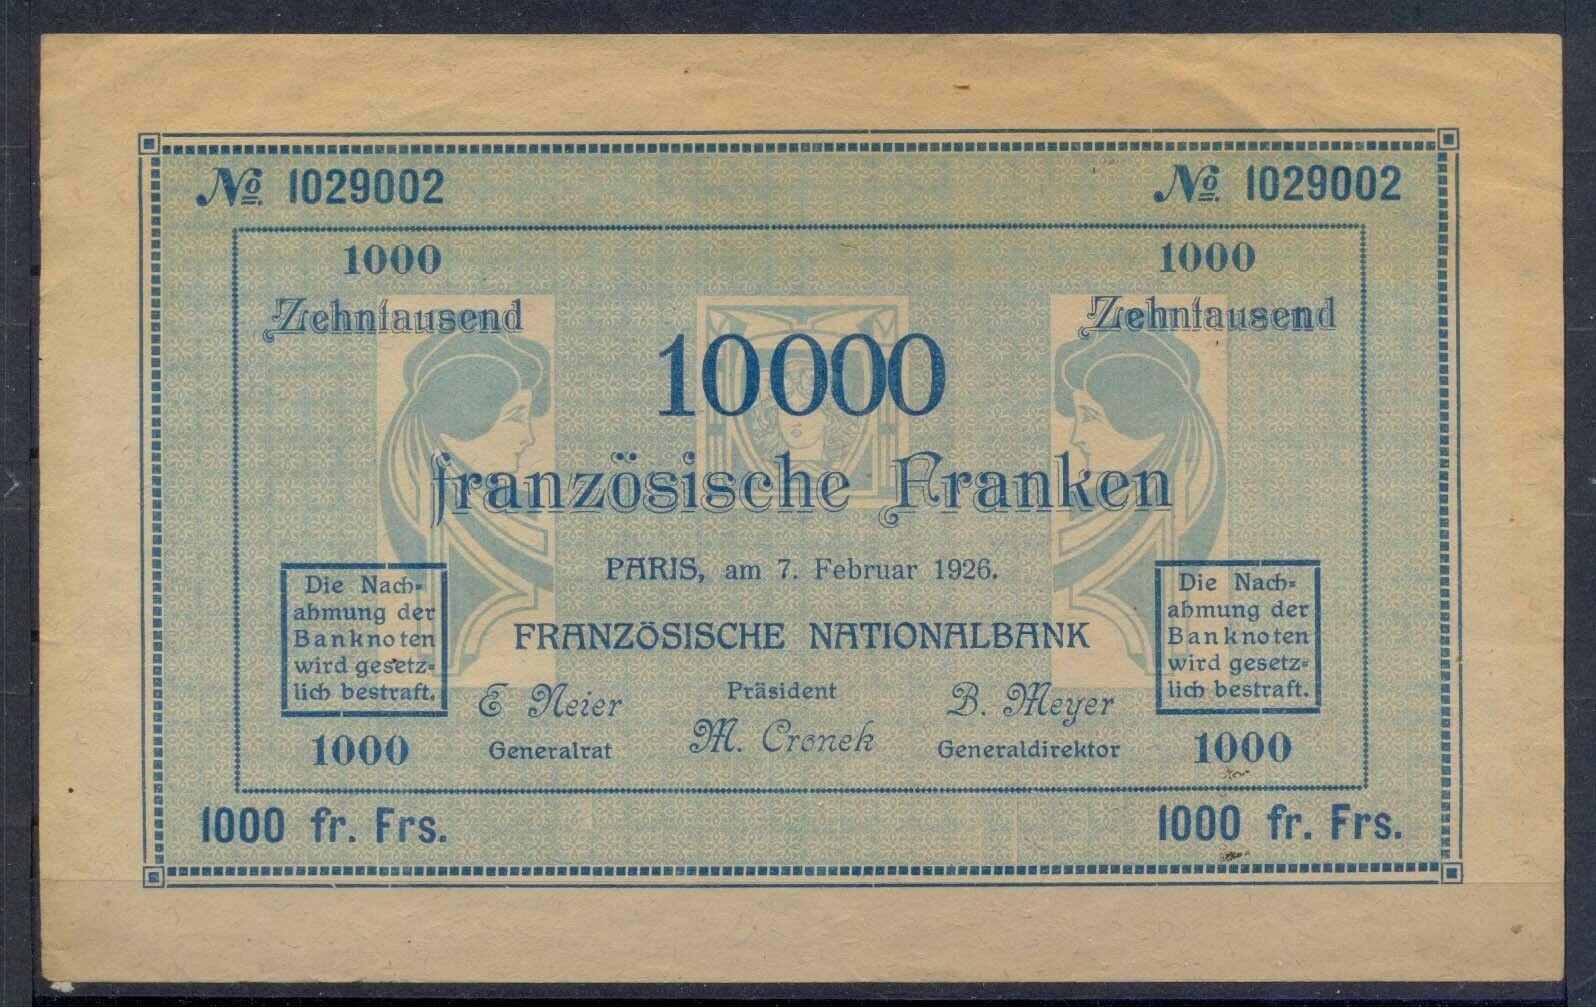 No. 1029002
No. 1029002
1000
1000
Zehntausend
Zehntausend
10000
französische Franken
PARIS, am 7. Februar 1926.
FRANZÖSISCHE NATIONALBANK
Die Nach-
ahmung der
Banknoten
wird gesetz-
lich bestraft.
E Neier
Generalrat
Präsident
M. Cronek
B. Meyer
Generaldirektor
Die Nach-
ahmung der
Banknoten
wird gesetz-
lich bestraft.
1000
1000
1000 fr. Frs.
1000 fr. Frs.